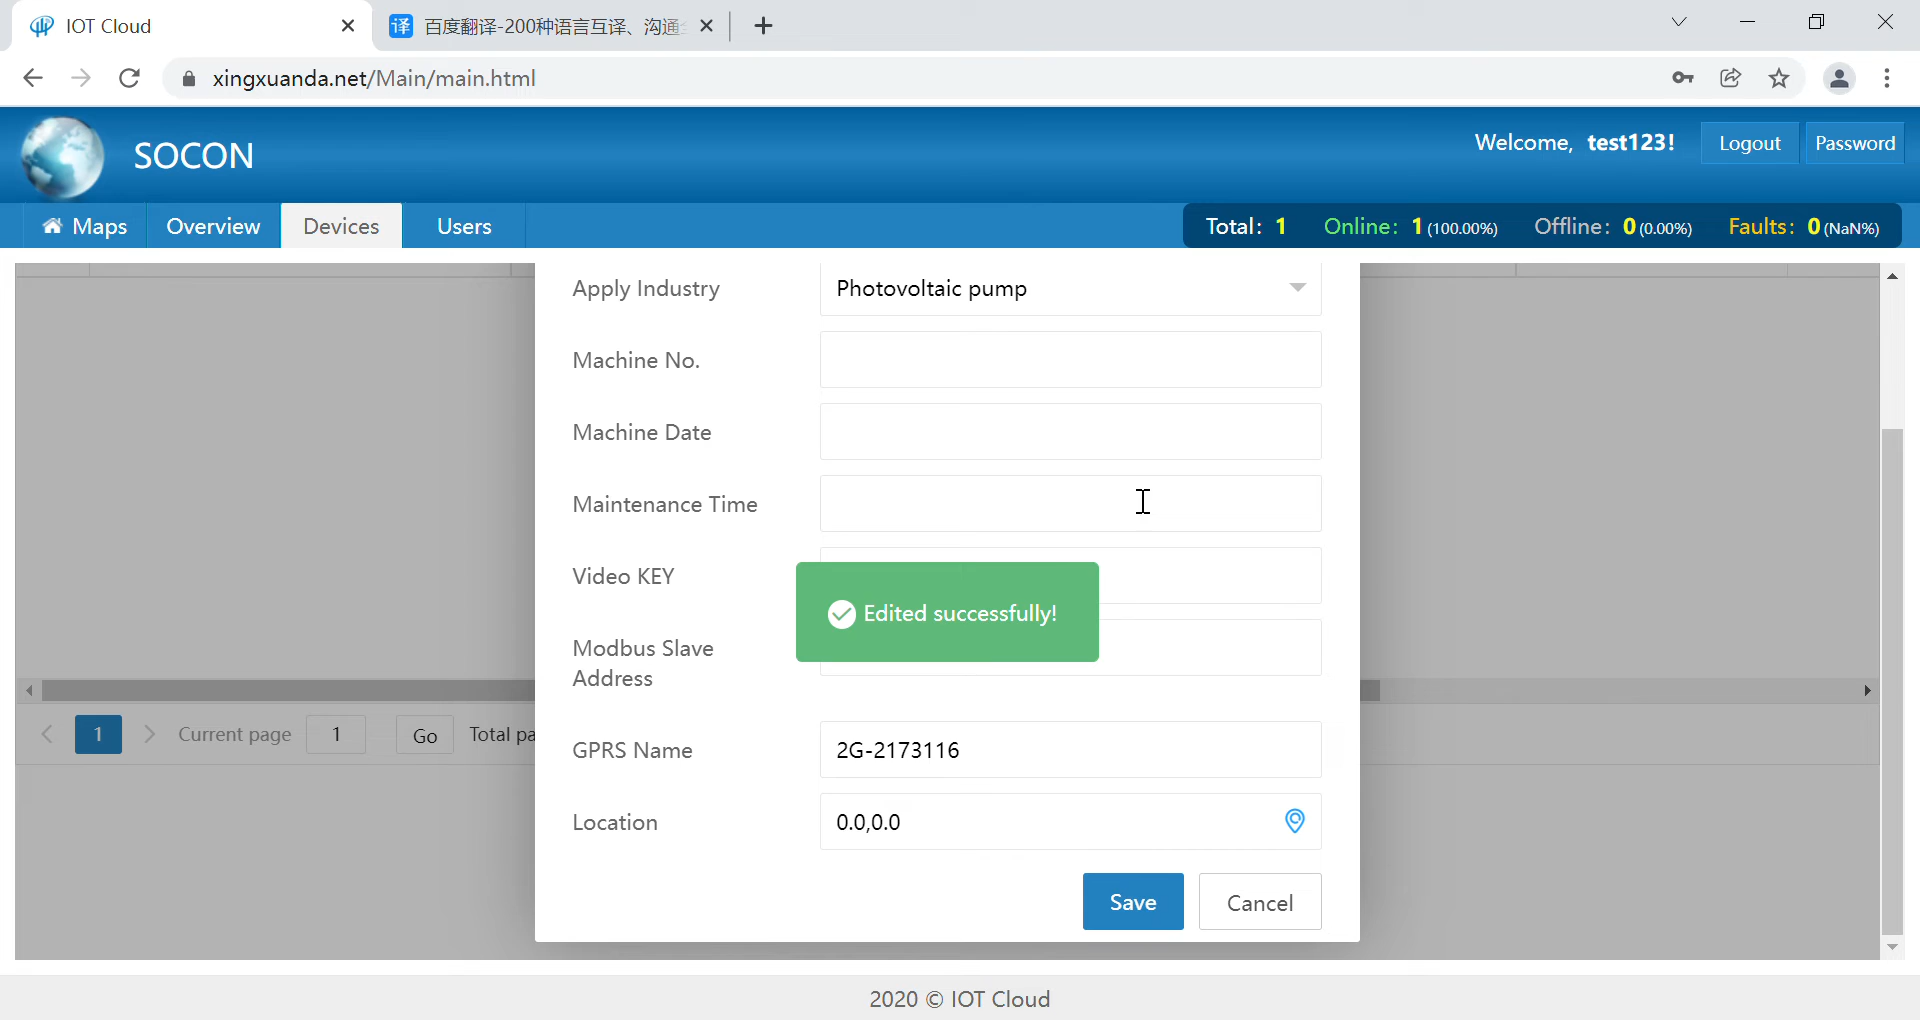 IOT Cloud
译 百度翻译-200种语言互译、沟通
xingxuanda.net/Main/main.html
SOCON
Welcome, test123!
Logout
Password
Maps
Overview
Devices
Users
Total: 1 Online: 1(100.00%) Offline: 0(0.00%) Faults: 0(NaN%)
Apply Industry
Photovoltaic pump
Machine No.
Machine Date
Maintenance Time
Video KEY
Edited successfully!
Modbus Slave
Address
1
Current page
1
Go
Total pa
GPRS Name
2G-2173116
Location
0.0,0.0
Save
Cancel
2020 © IOT Cloud